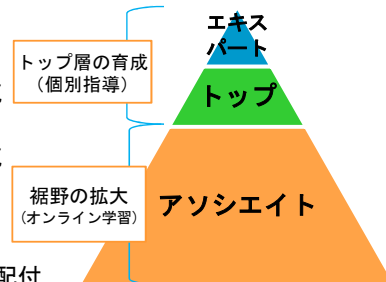 エキス
パート
トップ層の育成
（個別指導）
トップ
裾野の拡大
（オンライン学習）
アソシエイト
配付